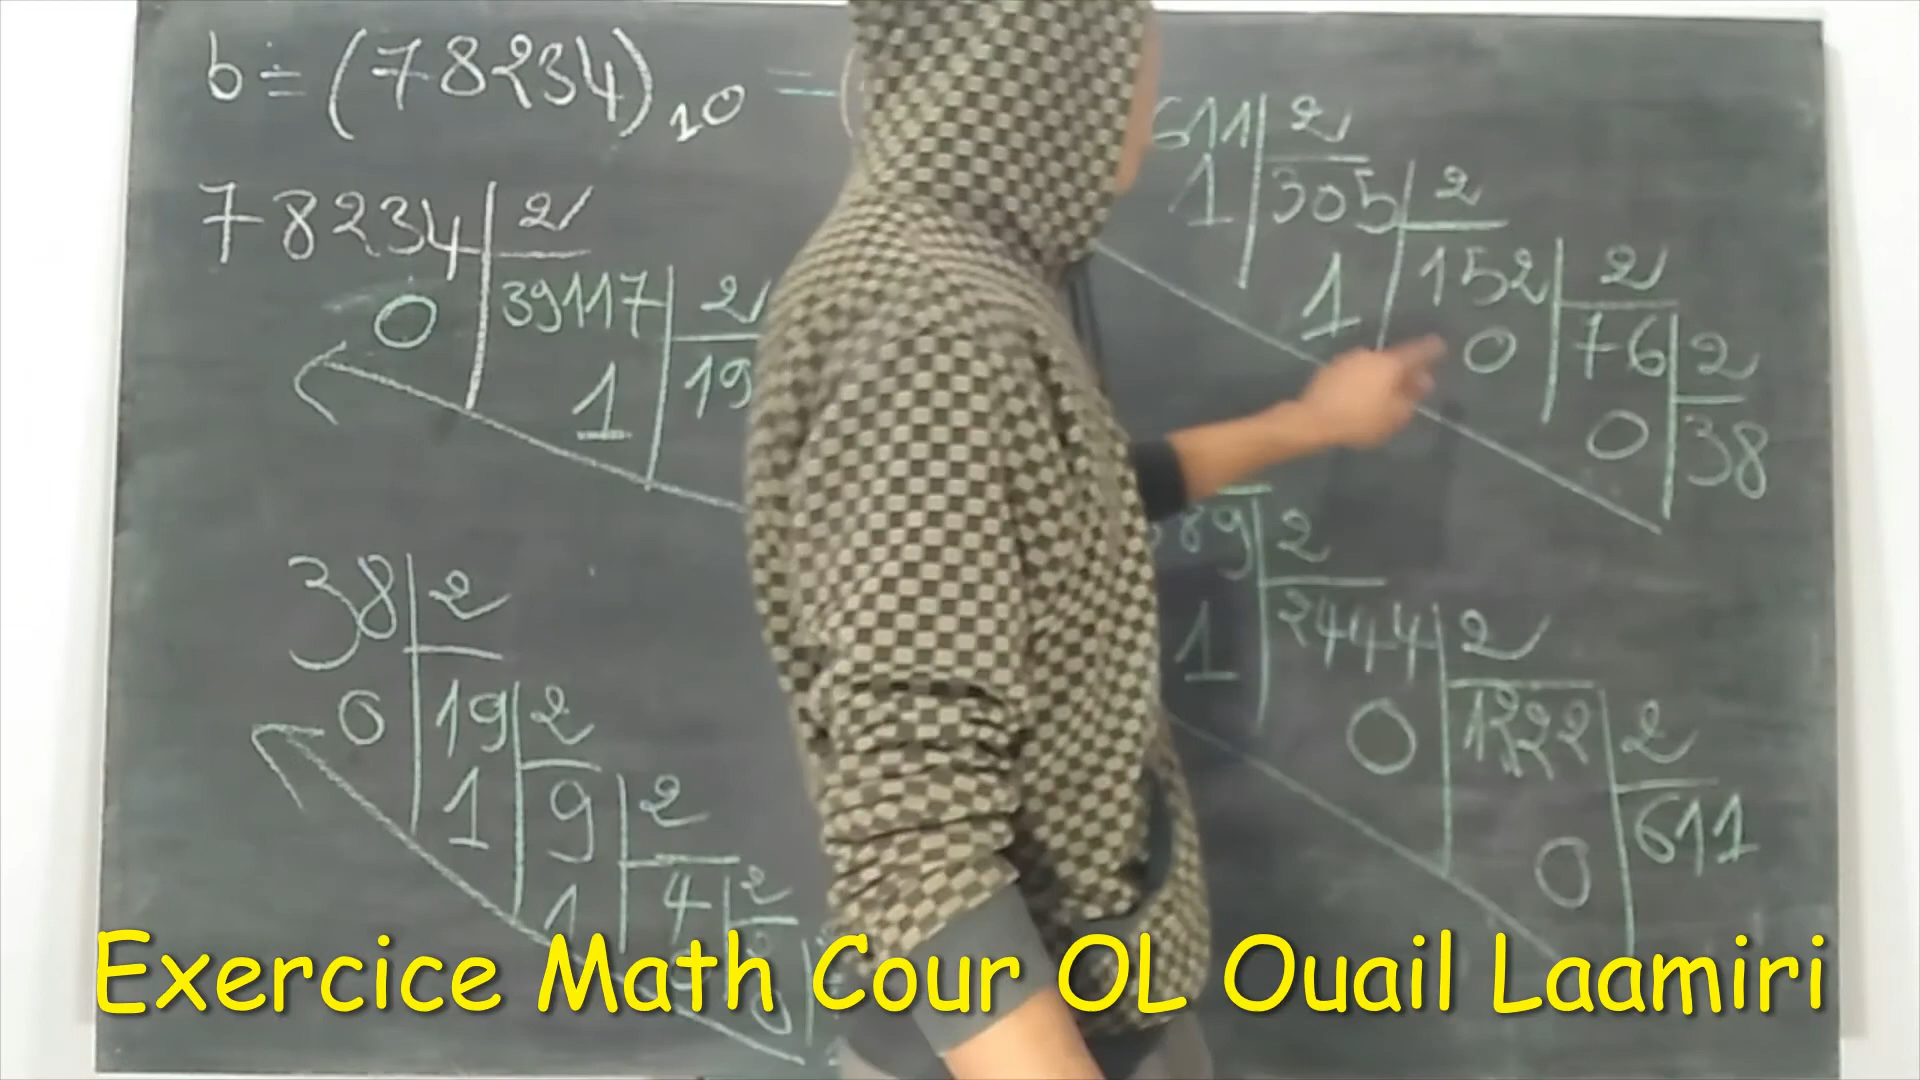 b = (78234)10 = (
78234 2
0 39117 2
1 19
611 2
1 305 2
1 152 2
0 76 2
0 38
38 2
0 19 2
1 9 2
1 4 2
89 2
1 2444 2
0 1222 2
0 611
Exercice Math Cour OL Ouail Laamiri